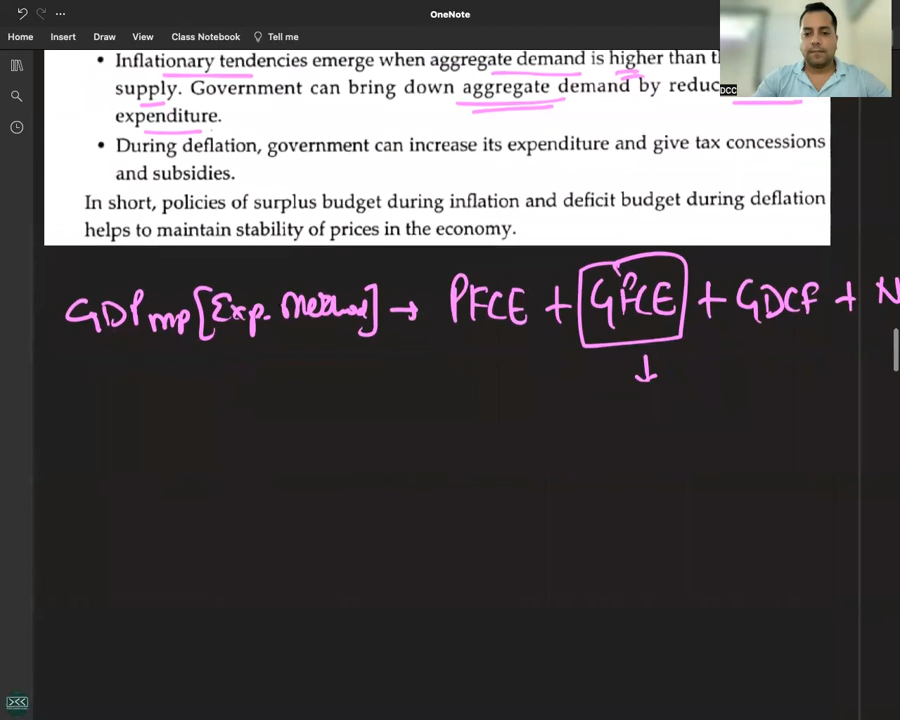 OneNote
Home Insert Draw View Class Notebook Tell me
• Inflationary tendencies emerge when aggregate demand is higher than
supply. Government can bring down aggregate demand by
expenditure.
DCC
• During deflation, government can increase its expenditure and give tax concessions
and subsidies.
In short, policies of surplus budget during inflation and deficit budget during deflation
helps to maintain stability of prices in the economy.
GDPmp [Exp. Method] → PFCE + GFCE + GDCF + N
↓